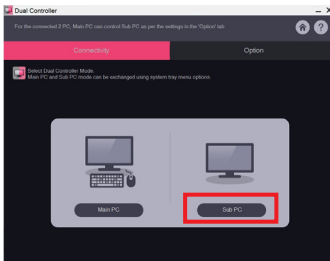 Dual Controller
For the connected 2 PC, Main PC can control Sub PC as per the settings in the 'Option' tab.
Connectivity
Option
Select Dual Controller Mode.
Main PC and Sub PC mode can be exchanged using system tray menu options.
Main PC
Sub PC